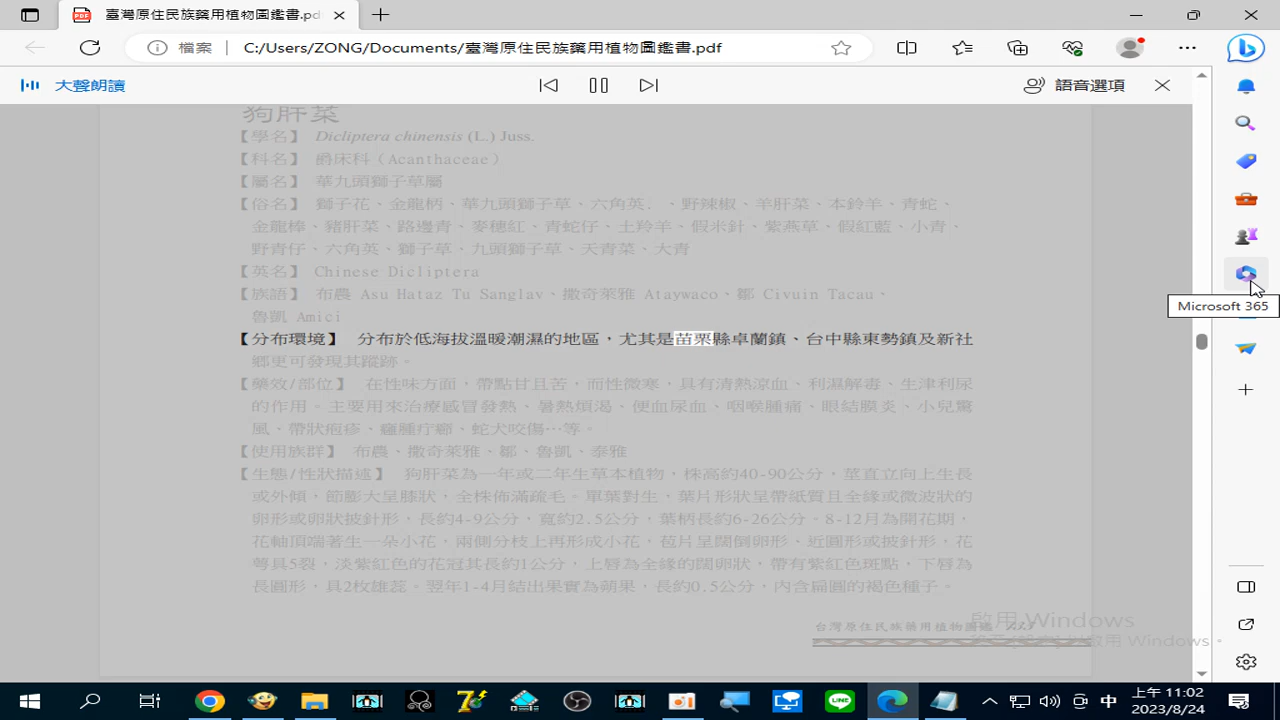 臺灣原住民族藥用植物圖鑑書.pd
檔案
C:/Users/ZONG/Documents/臺灣原住民族藥用植物圖鑑書.pdf
大聲朗讀
語音選項
狗肝菜
【學名】 Dicliptera chinensis (L.) Juss.
【科名】 爵床科（Acanthaceae）
【屬名】 華九頭獅子草屬
【俗名】 獅子花、金龍柄、華九頭獅子草、六角英．、野辣椒、羊肝菜、本鈴羊、青蛇、
金龍棒、豬肝菜、路邊青、麥穗紅、青蛇仔、土羚羊、假米針、紫燕草、假紅藍、小青、
野青仔、六角英、獅子草、九頭獅子草、天青菜、大青
【英名】 Chinese Dicliptera
【族語】 布農 Asu Hataz Tu Sanglav、撒奇萊雅 Ataywaco、鄒 Civuin Tacau、
魯凱 Amici
【分布環境】 分布於低海拔溫暖潮濕的地區，尤其是苗栗縣卓蘭鎮、台中縣東勢鎮及新社
鄉更可發現其蹤跡。
【藥效/部位】 在性味方面，帶點甘且苦，而性微寒，具有清熱涼血、利濕解毒、生津利尿
的作用。主要用來治療感冒發熱、暑熱煩渴、便血尿血、咽喉腫痛、眼結膜炎、小兒驚
風、帶狀疱疹、癰腫疔癤、蛇犬咬傷…等。
【使用族群】 布農、撒奇萊雅、鄒、魯凱、泰雅
【生態/性狀描述】 狗肝菜為一年或二年生草本植物，株高約40-90公分，莖直立向上生長
或外傾，節膨大呈膝狀，全株佈滿疏毛。單葉對生，葉片形狀呈帶紙質且全緣或微波狀的
卵形或卵狀披針形，長約4-9公分，寬約2.5公分，葉柄長約6-26公分。8-12月為開花期，
花軸頂端著生一朵小花，兩側分枝上再形成小花，苞片呈闊倒卵形、近圓形或披針形。花
萼具5裂，淡紫紅色的花冠其長約1公分，上唇為全緣的闊卵狀，帶有紫紅色斑點，下唇為
長圓形，具2枚雄蕊。翌年1-4月結出果實為蒴果，長約0.5公分，內含扁圓的褐色種子。
台灣原住民族藥用植物圖鑑
啟用 Windows
Microsoft 365
中
上午 11:02
2023/8/24